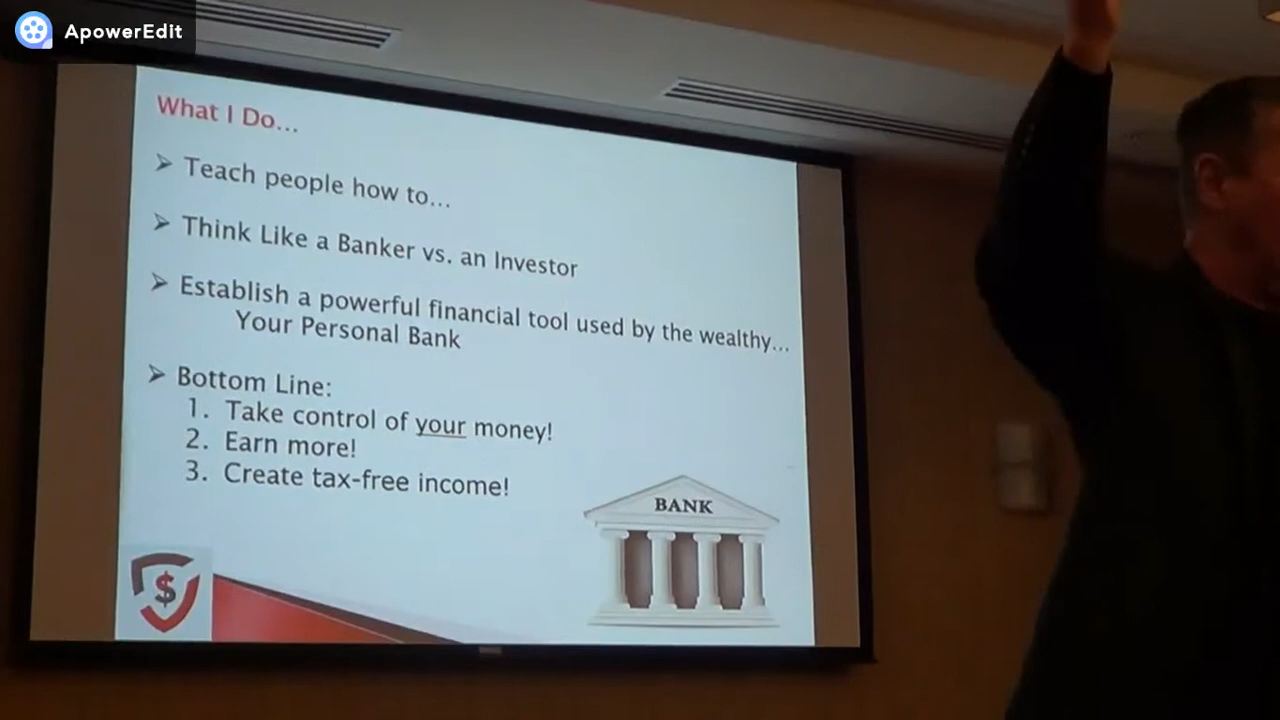 ApowerEdit
What I Do...
➢ Teach people how to...
➢ Think Like a Banker vs. an Investor
➢ Establish a powerful financial tool used by the wealthy...
Your Personal Bank
➢ Bottom Line:
1. Take control of your money!
2. Earn more!
3. Create tax-free income!
BANK
$